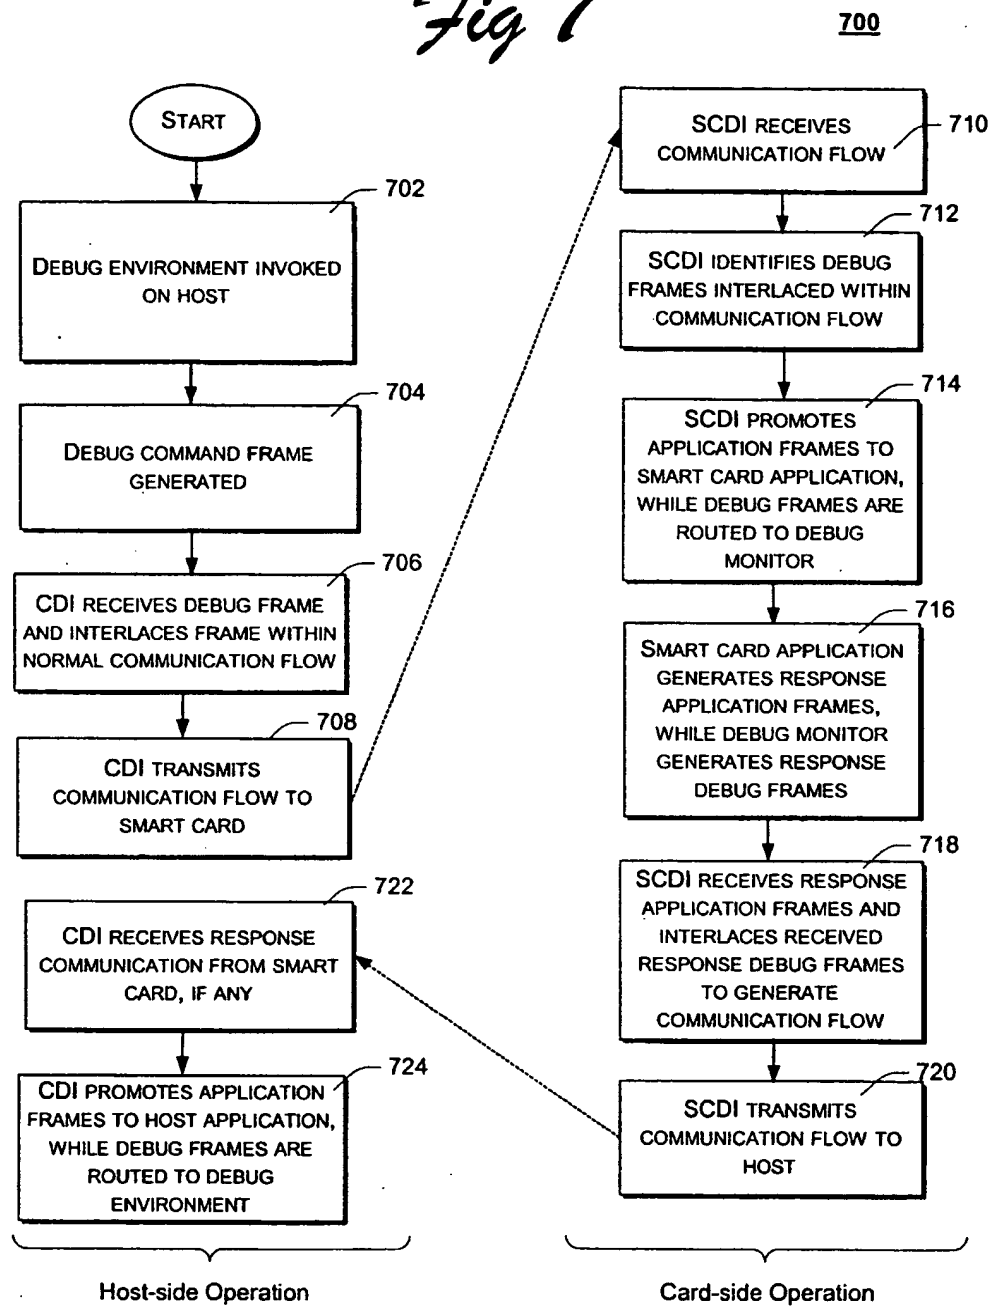 Fig 7
700
START
702
DEBUG ENVIRONMENT INVOKED
ON HOST
704
DEBUG COMMAND FRAME
GENERATED
706
CDI RECEIVES DEBUG FRAME
AND INTERLACES FRAME WITHIN
NORMAL COMMUNICATION FLOW
708
CDI TRANSMITS
COMMUNICATION FLOW TO
SMART CARD
722
CDI RECEIVES RESPONSE
COMMUNICATION FROM SMART
CARD, IF ANY
724
CDI PROMOTES APPLICATION
FRAMES TO HOST APPLICATION,
WHILE DEBUG FRAMES ARE
ROUTED TO DEBUG
ENVIRONMENT
Host-side Operation
710
SCDI RECEIVES
COMMUNICATION FLOW
712
SCDI IDENTIFIES DEBUG
FRAMES INTERLACED WITHIN
COMMUNICATION FLOW
714
SCDI PROMOTES
APPLICATION FRAMES TO
SMART CARD APPLICATION,
WHILE DEBUG FRAMES ARE
ROUTED TO DEBUG
MONITOR
716
SMART CARD APPLICATION
GENERATES RESPONSE
APPLICATION FRAMES,
WHILE DEBUG MONITOR
GENERATES RESPONSE
DEBUG FRAMES
718
SCDI RECEIVES RESPONSE
APPLICATION FRAMES AND
INTERLACES RECEIVED
RESPONSE DEBUG FRAMES
TO GENERATE
COMMUNICATION FLOW
720
SCDI TRANSMITS
COMMUNICATION FLOW TO
HOST
Card-side Operation